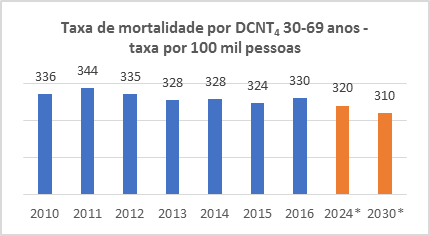 Taxa de mortalidade por DCNT₄ 30-69 anos -
taxa por 100 mil pessoas
336 344 335 328 328 324 330 320 310
2010 2011 2012 2013 2014 2015 2016 2024* 2030*